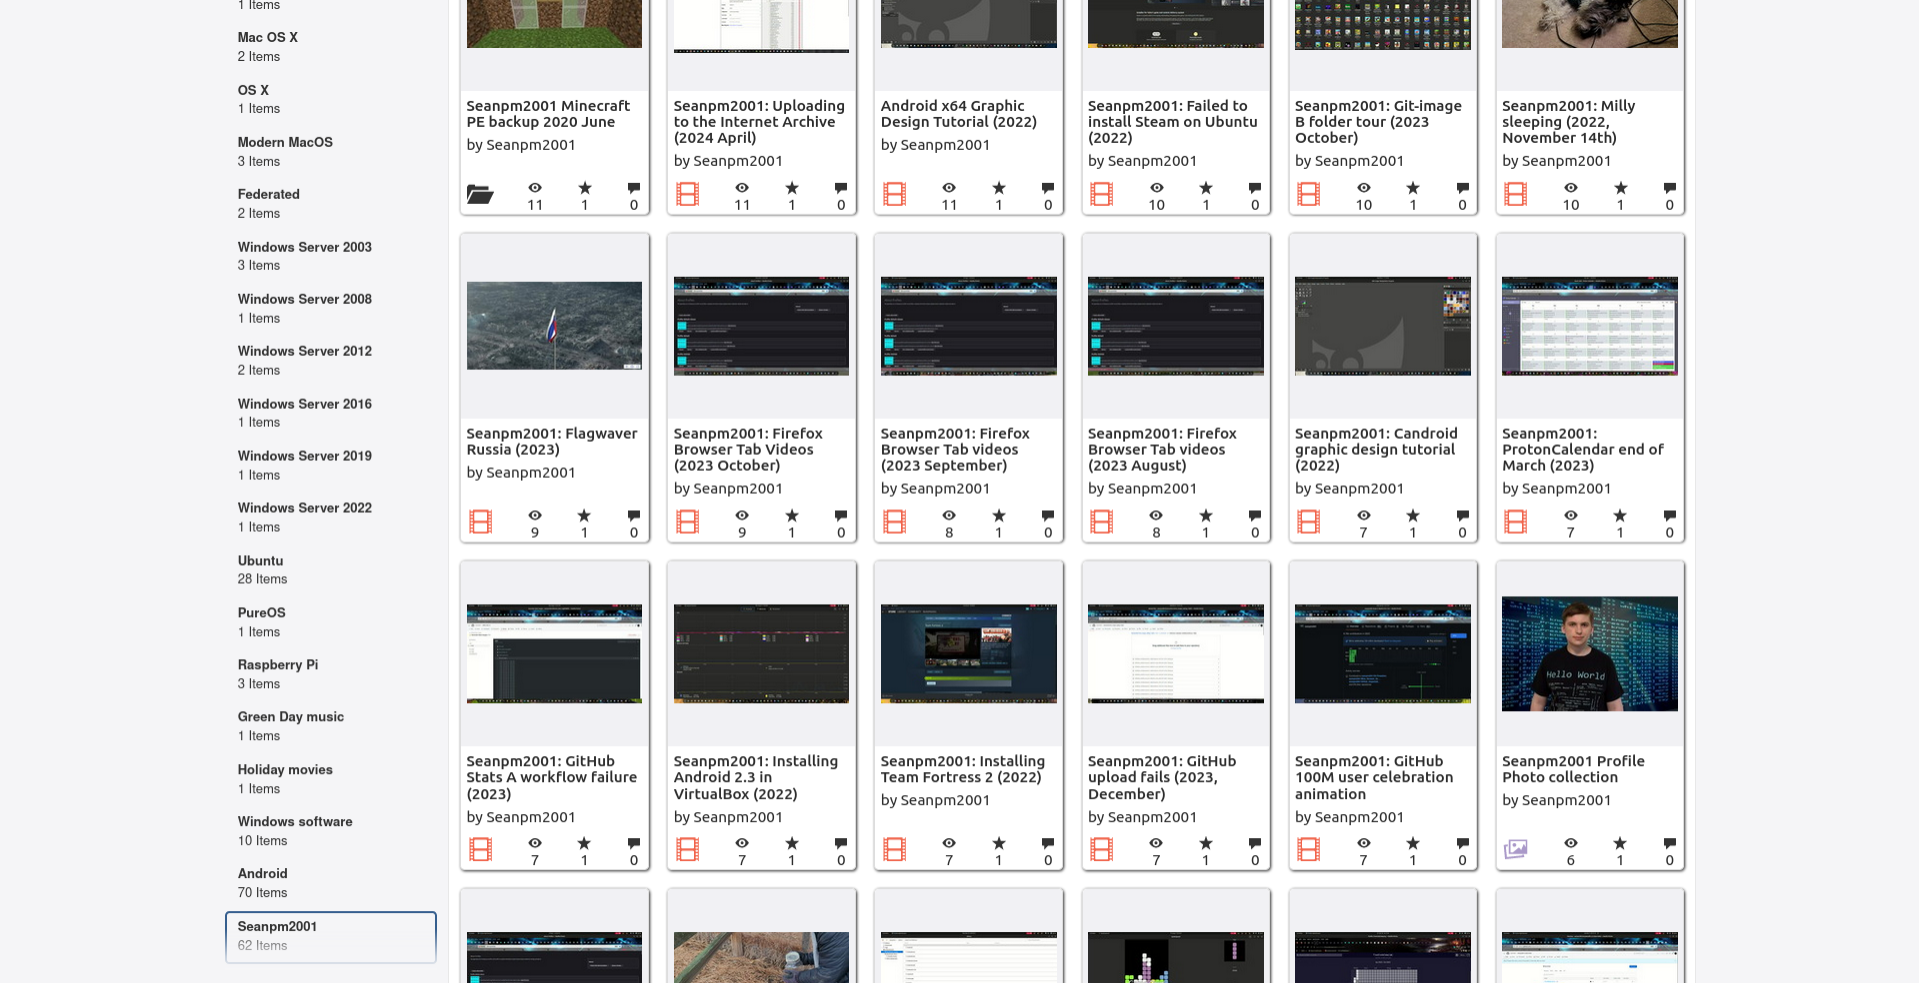 1 Items
Mac OS X
2 Items
OS X
1 Items
Modern MacOS
3 Items
Federated
2 Items
Windows Server 2003
3 Items
Windows Server 2008
1 Items
Windows Server 2012
2 Items
Windows Server 2016
1 Items
Windows Server 2019
1 Items
Windows Server 2022
1 Items
Ubuntu
28 Items
PureOS
1 Items
Raspberry Pi
3 Items
Green Day music
1 Items
Holiday movies
1 Items
Windows software
10 Items
Android
70 Items
Seanpm2001
62 Items
Seanpm2001 Minecraft
PE backup 2020 June
by Seanpm2001
11 1 0
Seanpm2001: Uploading
to the Internet Archive
(2024 April)
by Seanpm2001
11 1 0
Android x64 Graphic
Design Tutorial (2022)
by Seanpm2001
11 1 0
Seanpm2001: Failed to
install Steam on Ubuntu
(2022)
by Seanpm2001
10 1 0
Seanpm2001: Git-image
B folder tour (2023
October)
by Seanpm2001
10 1 0
Seanpm2001: Milly
sleeping (2022,
November 14th)
by Seanpm2001
10 1 0
Seanpm2001: Flagwaver
Russia (2023)
by Seanpm2001
9 1 0
Seanpm2001: Firefox
Browser Tab Videos
(2023 October)
by Seanpm2001
9 1 0
Seanpm2001: Firefox
Browser Tab videos
(2023 September)
by Seanpm2001
8 1 0
Seanpm2001: Firefox
Browser Tab videos
(2023 August)
by Seanpm2001
8 1 0
Seanpm2001: Candroid
graphic design tutorial
(2022)
by Seanpm2001
7 1 0
Seanpm2001:
ProtonCalendar end of
March (2023)
by Seanpm2001
7 1 0
Seanpm2001: GitHub
Stats A workflow failure
(2023)
by Seanpm2001
7 1 0
Seanpm2001: Installing
Android 2.3 in
VirtualBox (2022)
by Seanpm2001
7 1 0
Seanpm2001: Installing
Team Fortress 2 (2022)
by Seanpm2001
7 1 0
Seanpm2001: GitHub
upload fails (2023,
December)
by Seanpm2001
7 1 0
Seanpm2001: GitHub
100M user celebration
animation
by Seanpm2001
7 1 0
Hello World
Seanpm2001 Profile
Photo collection
by Seanpm2001
6 1 0